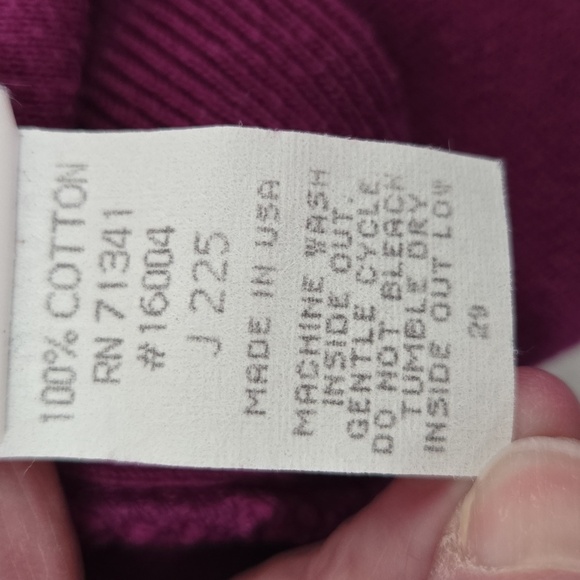 100% COTTON
RN 71341
#16004
J 225
MADE IN USA
MACHINE WASH
INSIDE OUT.
GENTLE CYCLE
DO NOT BLEACH
TUMBLE DRY
INSIDE OUT LOW
29